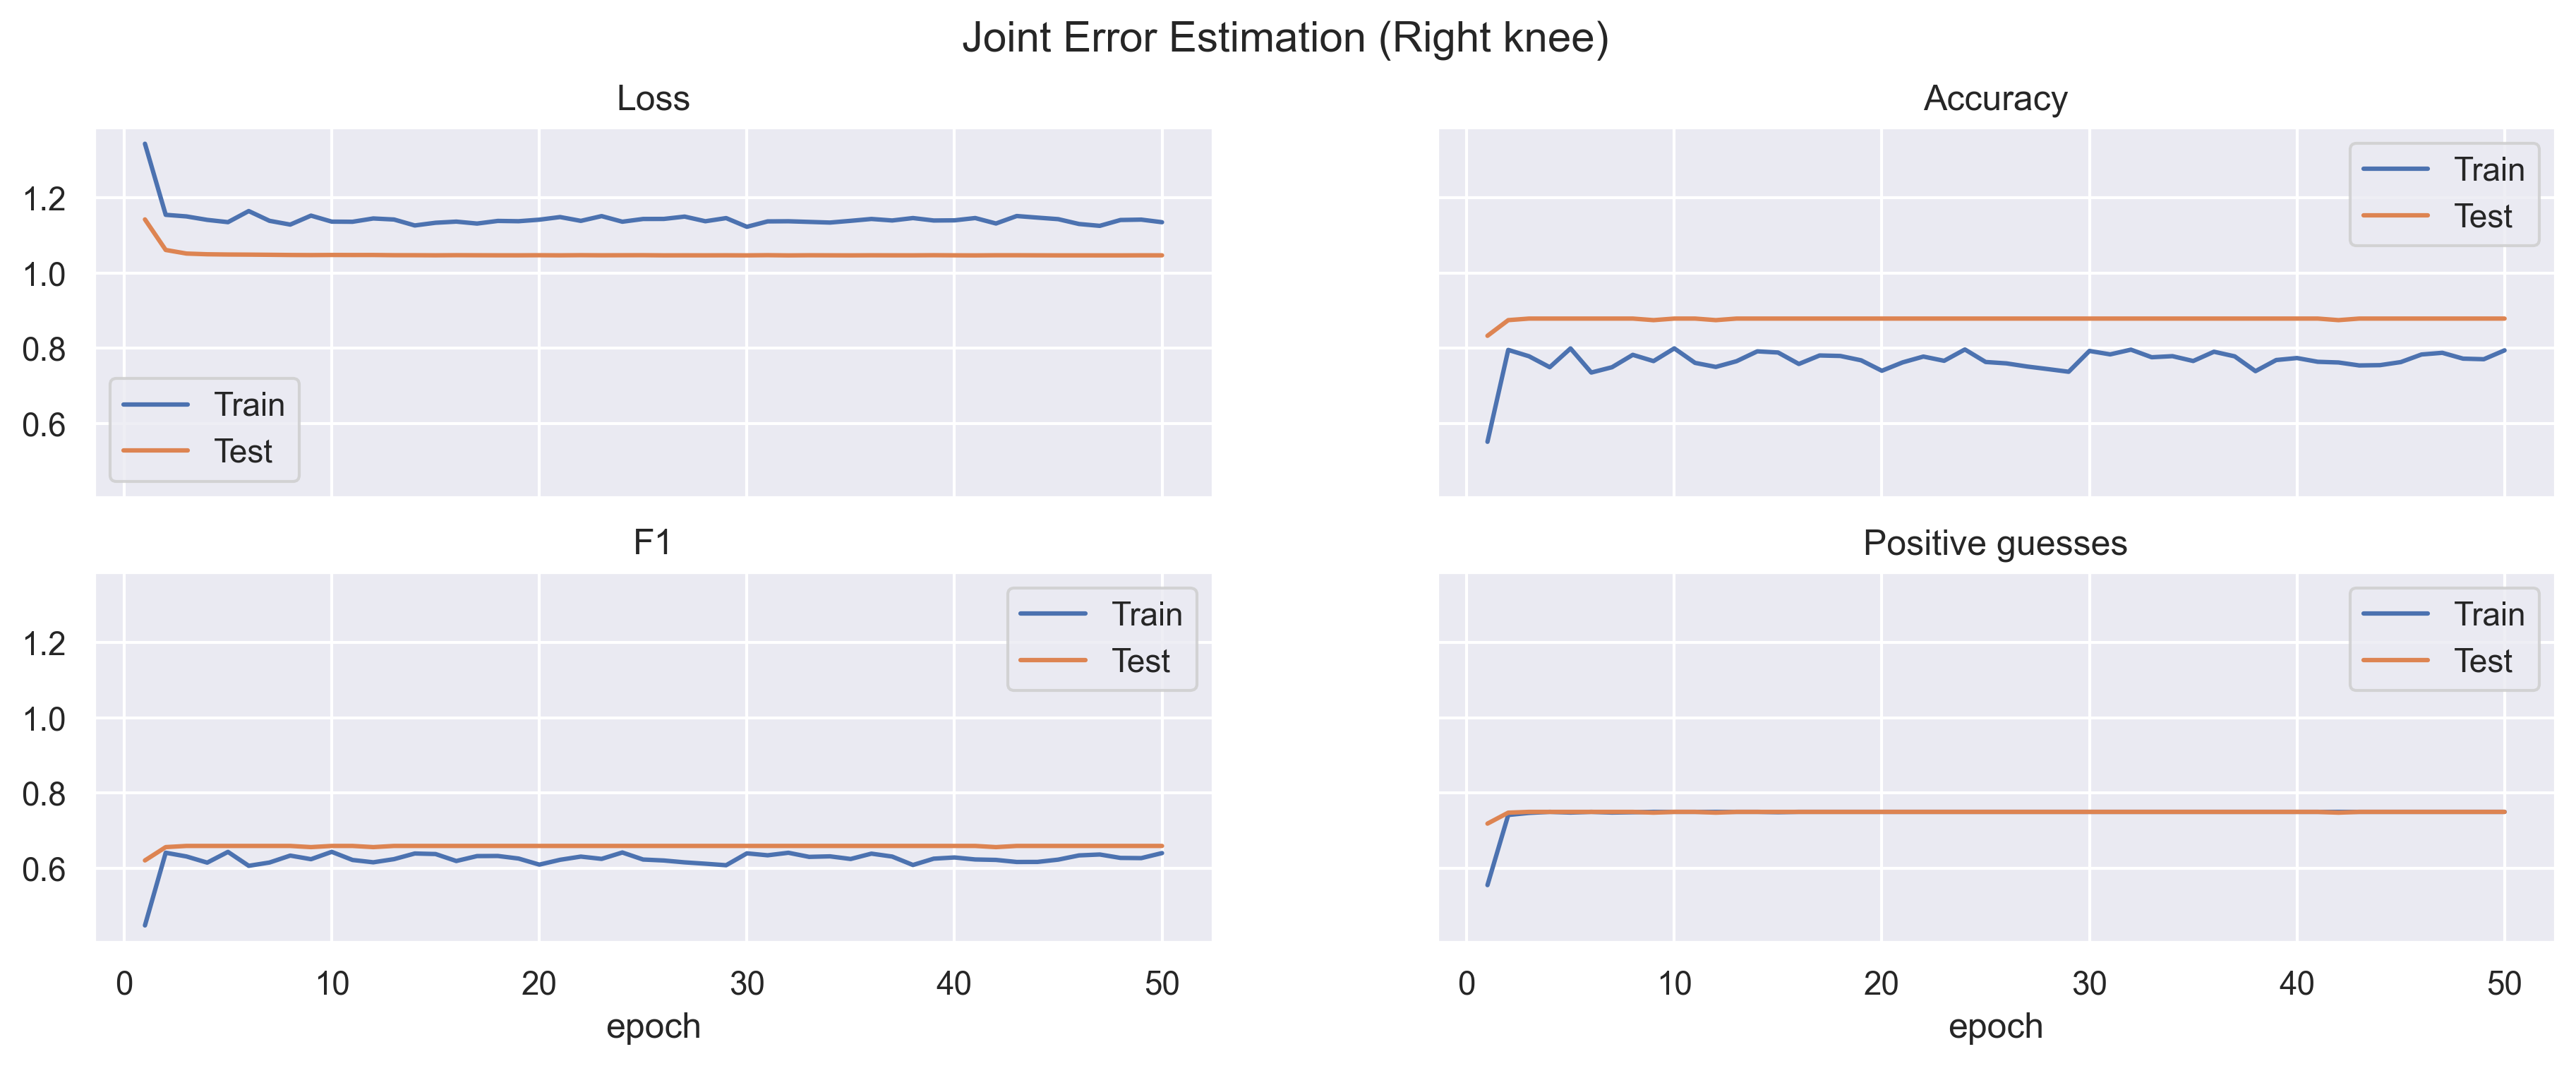 Joint Error Estimation (Right knee)
Loss
1.2
1.0
0.8
0.6
Train
Test
Accuracy
Train
Test
F1
1.2
1.0
0.8
0.6
Train
Test
0 10 20 30 40 50
epoch
Positive guesses
Train
Test
0 10 20 30 40 50
epoch